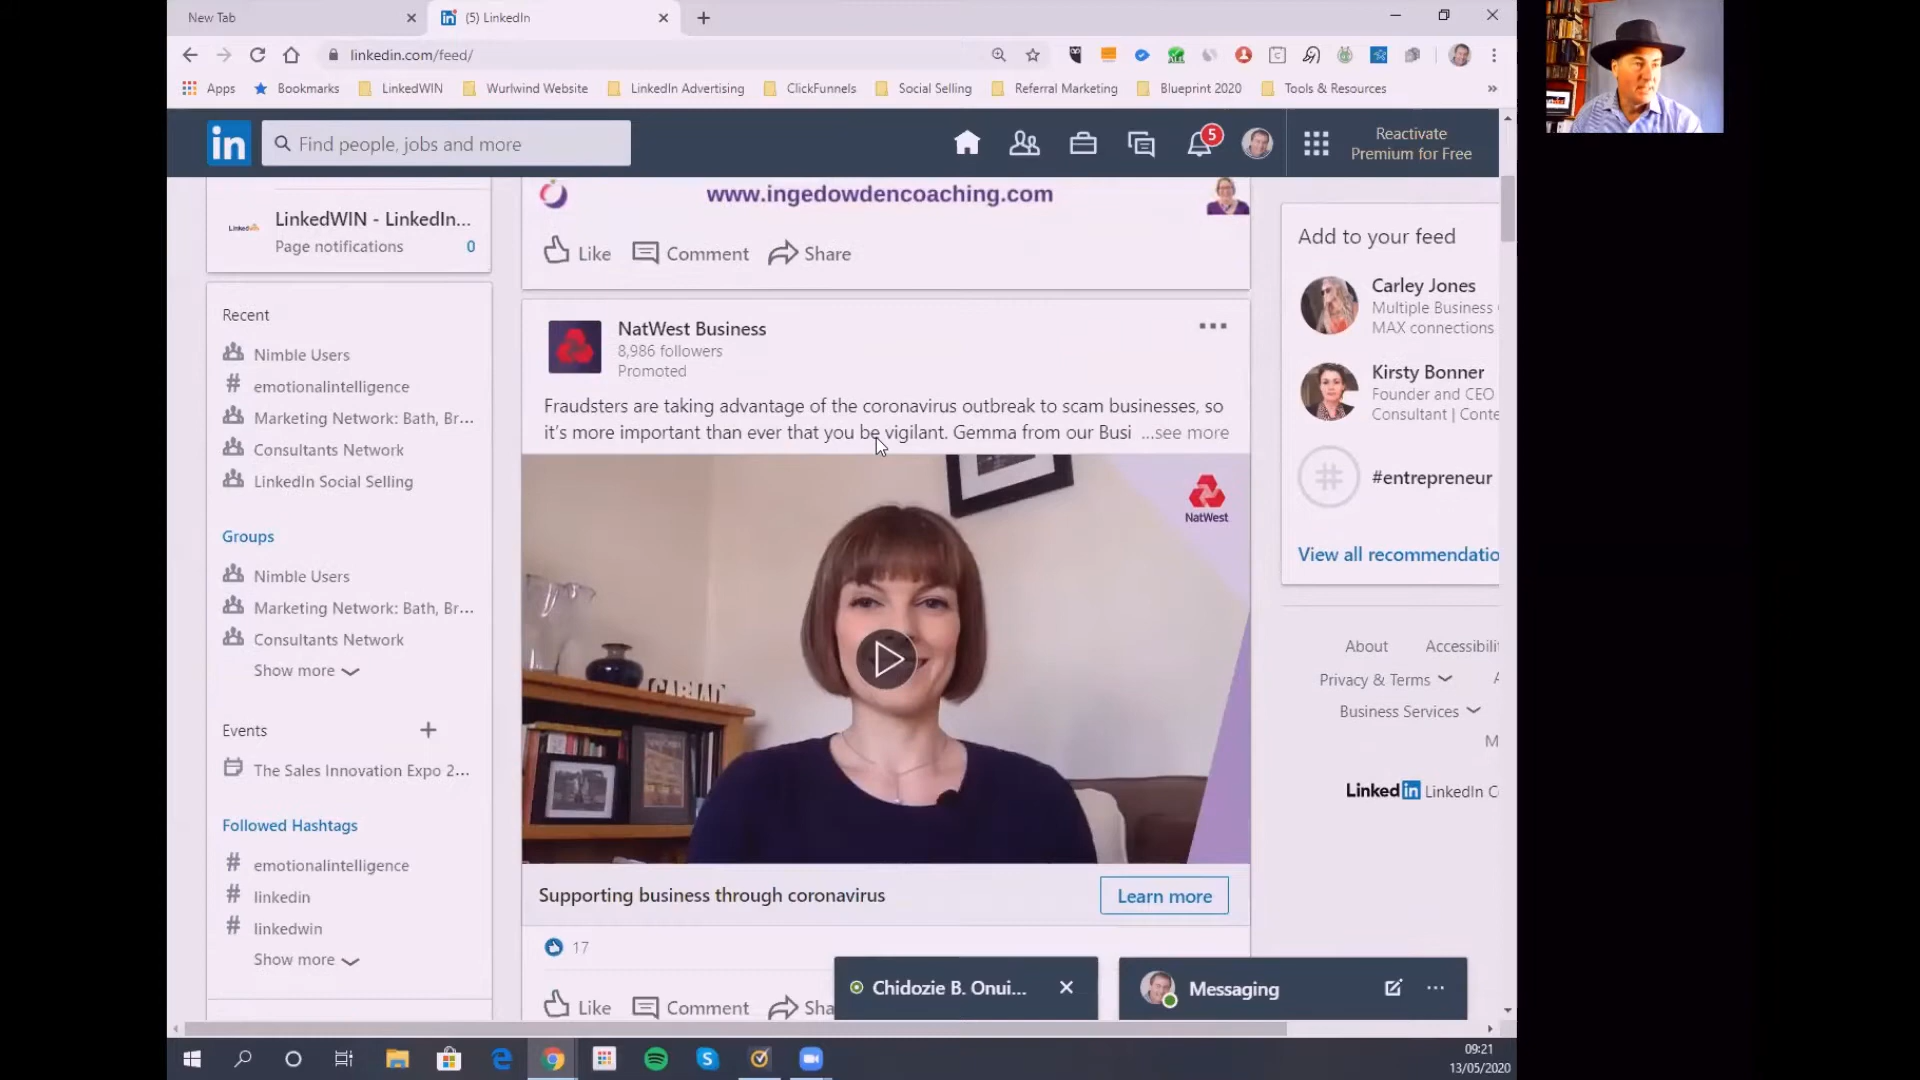 New Tab
(5) LinkedIn
linkedin.com/feed/
Apps
Bookmarks
LinkedWIN
Wurlwind Website
LinkedIn Advertising
ClickFunnels
Social Selling
Referral Marketing
Blueprint 2020
Tools & Resources
in
Find people, jobs and more
5
Reactivate
Premium for Free
LinkedWIN - LinkedIn...
Page notifications
0
Recent
Nimble Users
# emotionalintelligence
Marketing Network: Bath, Br...
Consultants Network
LinkedIn Social Selling
Groups
Nimble Users
Marketing Network: Bath, Br...
Consultants Network
Show more
Events
The Sales Innovation Expo 2...
Followed Hashtags
# emotionalintelligence
# linkedin
# linkedwin
Show more
www.ingedowdencoaching.com
Like
Comment
Share
NatWest Business
8,986 followers
Promoted
Fraudsters are taking advantage of the coronavirus outbreak to scam businesses, so
it's more important than ever that you be vigilant. Gemma from our Busi ...see more
NatWest
CARIAD
Supporting business through coronavirus
Learn more
17
Like
Comment
Sha
Add to your feed
Carley Jones
Multiple Business
MAX connections
Kirsty Bonner
Founder and CEO
Consultant | Conte
#entrepreneur
View all recommendatio
About
Accessibili
Privacy & Terms
Business Services
M
LinkedIn LinkedIn C
Chidozie B. Onui...
Messaging
09:21
13/05/2020